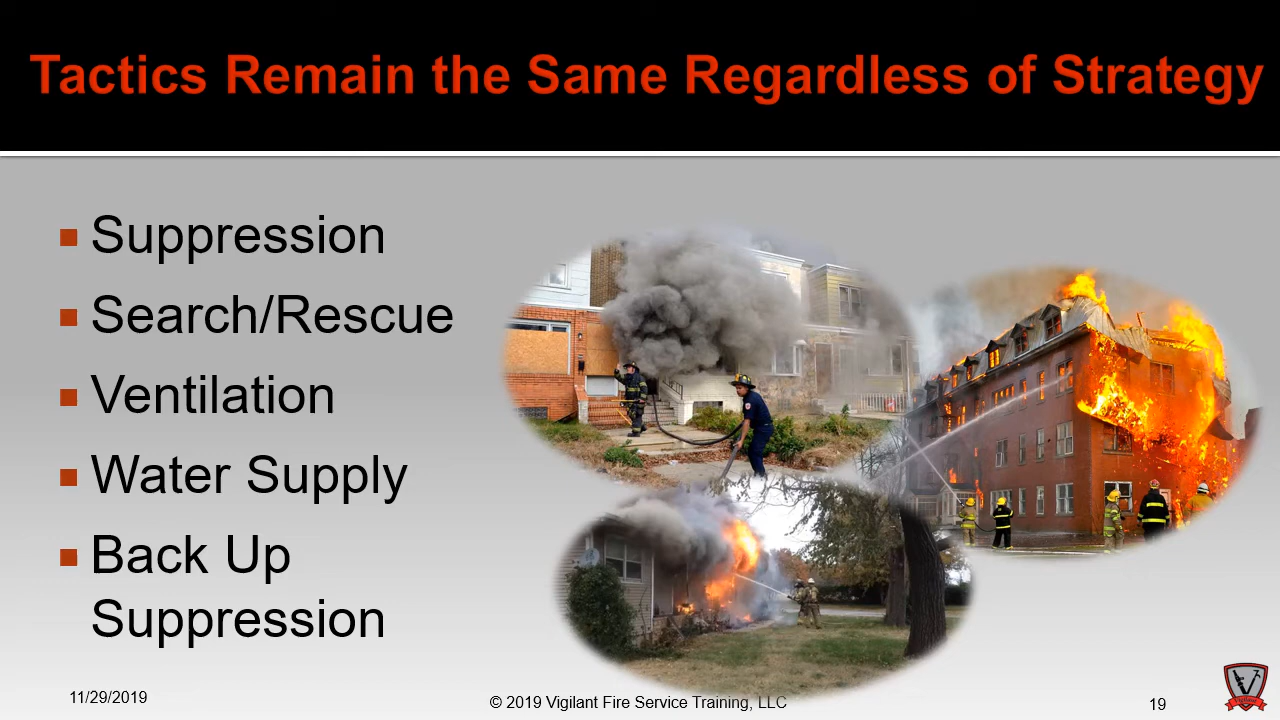 Tactics Remain the Same Regardless of Strategy
Suppression
Search/Rescue
Ventilation
Water Supply
Back Up
Suppression
11/29/2019
© 2019 Vigilant Fire Service Training, LLC
19
Vigilant